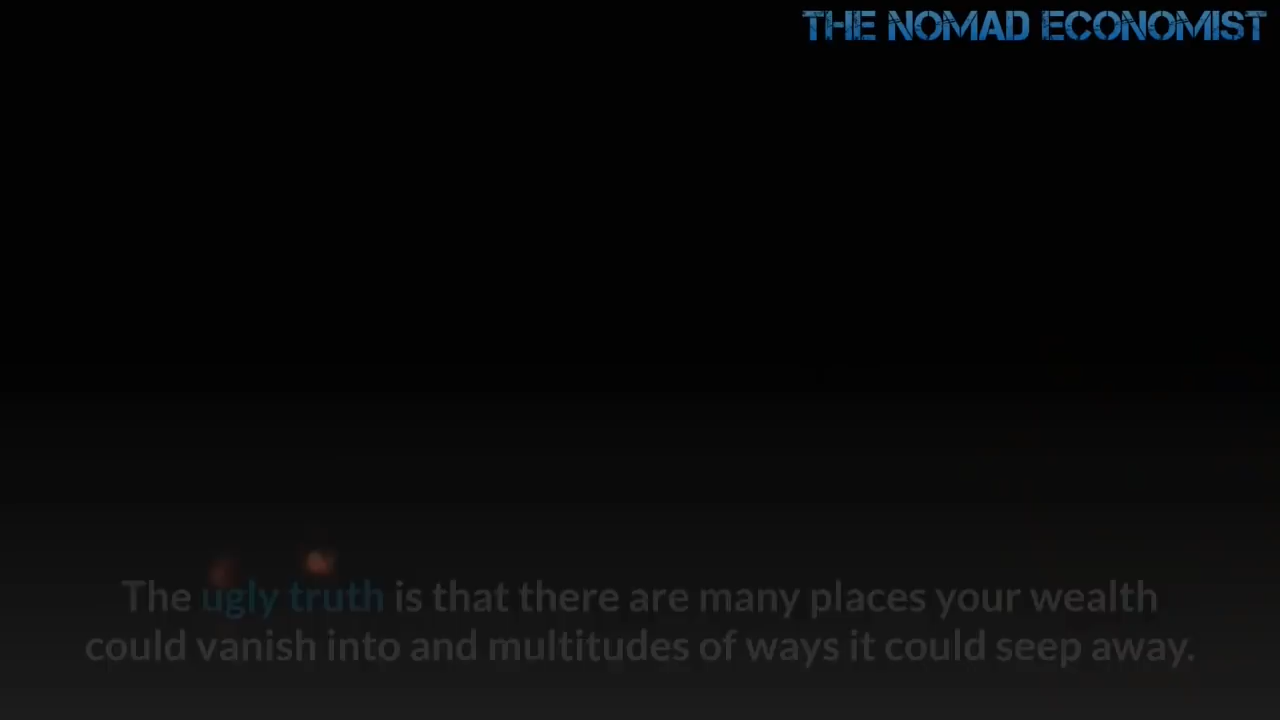 THE NOMAD ECONOMIST
The ugly truth is that there are many places your wealth
could vanish into and multitudes of ways it could seep away.